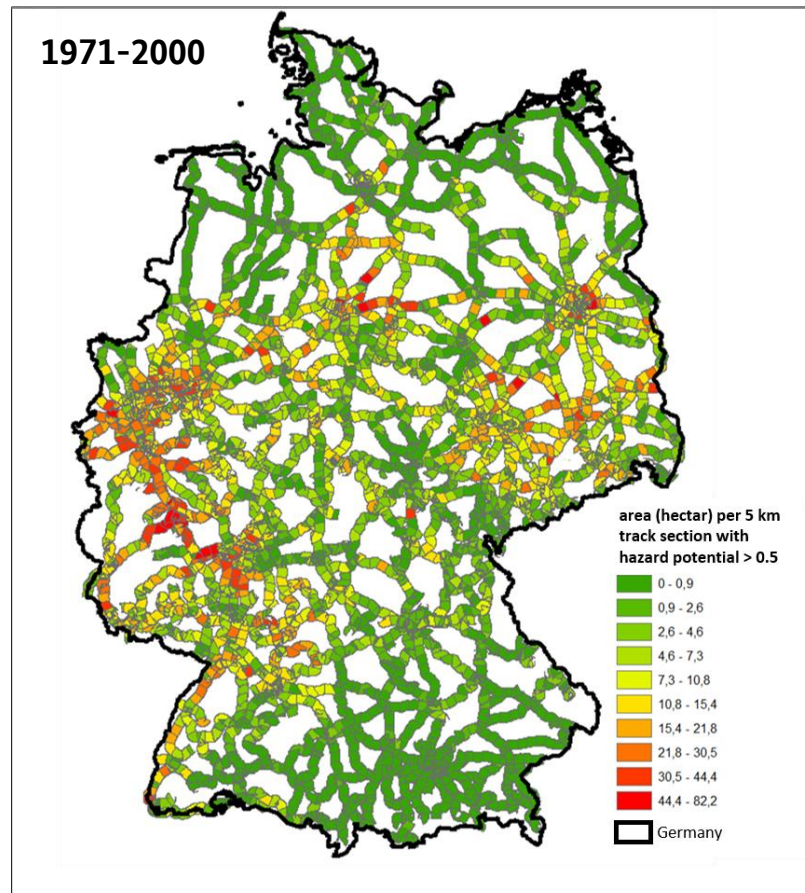 1971-2000
area (hectar) per 5 km
track section with
hazard potential > 0.5
0 - 0,9
0,9 - 2,6
2,6 - 4,6
4,6 - 7,3
7,3 - 10,8
10,8 - 15,4
15,4 - 21,8
21,8 - 30,5
30,5 - 44,4
44,4 - 82,2
Germany